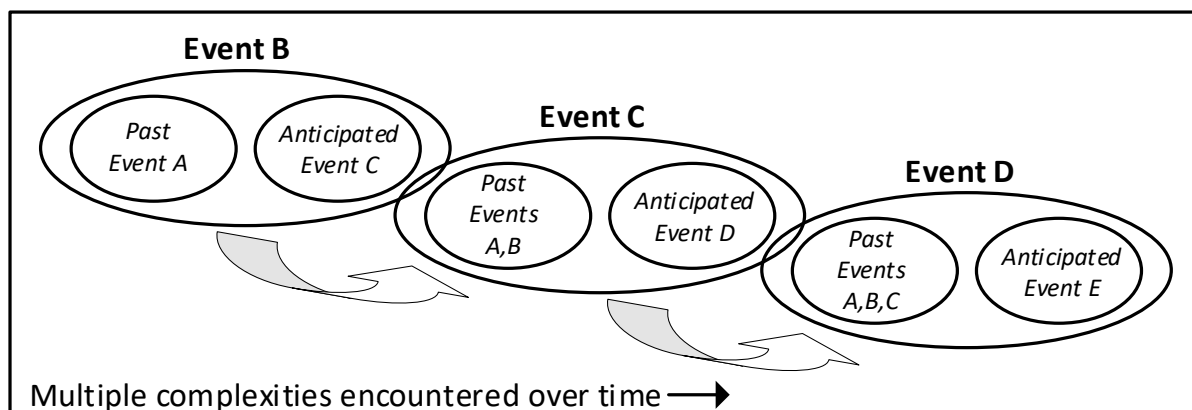 Event B
Past
Event A
Anticipated
Event C
Event C
Past
Events
A,B
Anticipated
Event D
Event D
Past
Events
A,B,C
Anticipated
Event E
Multiple complexities encountered over time